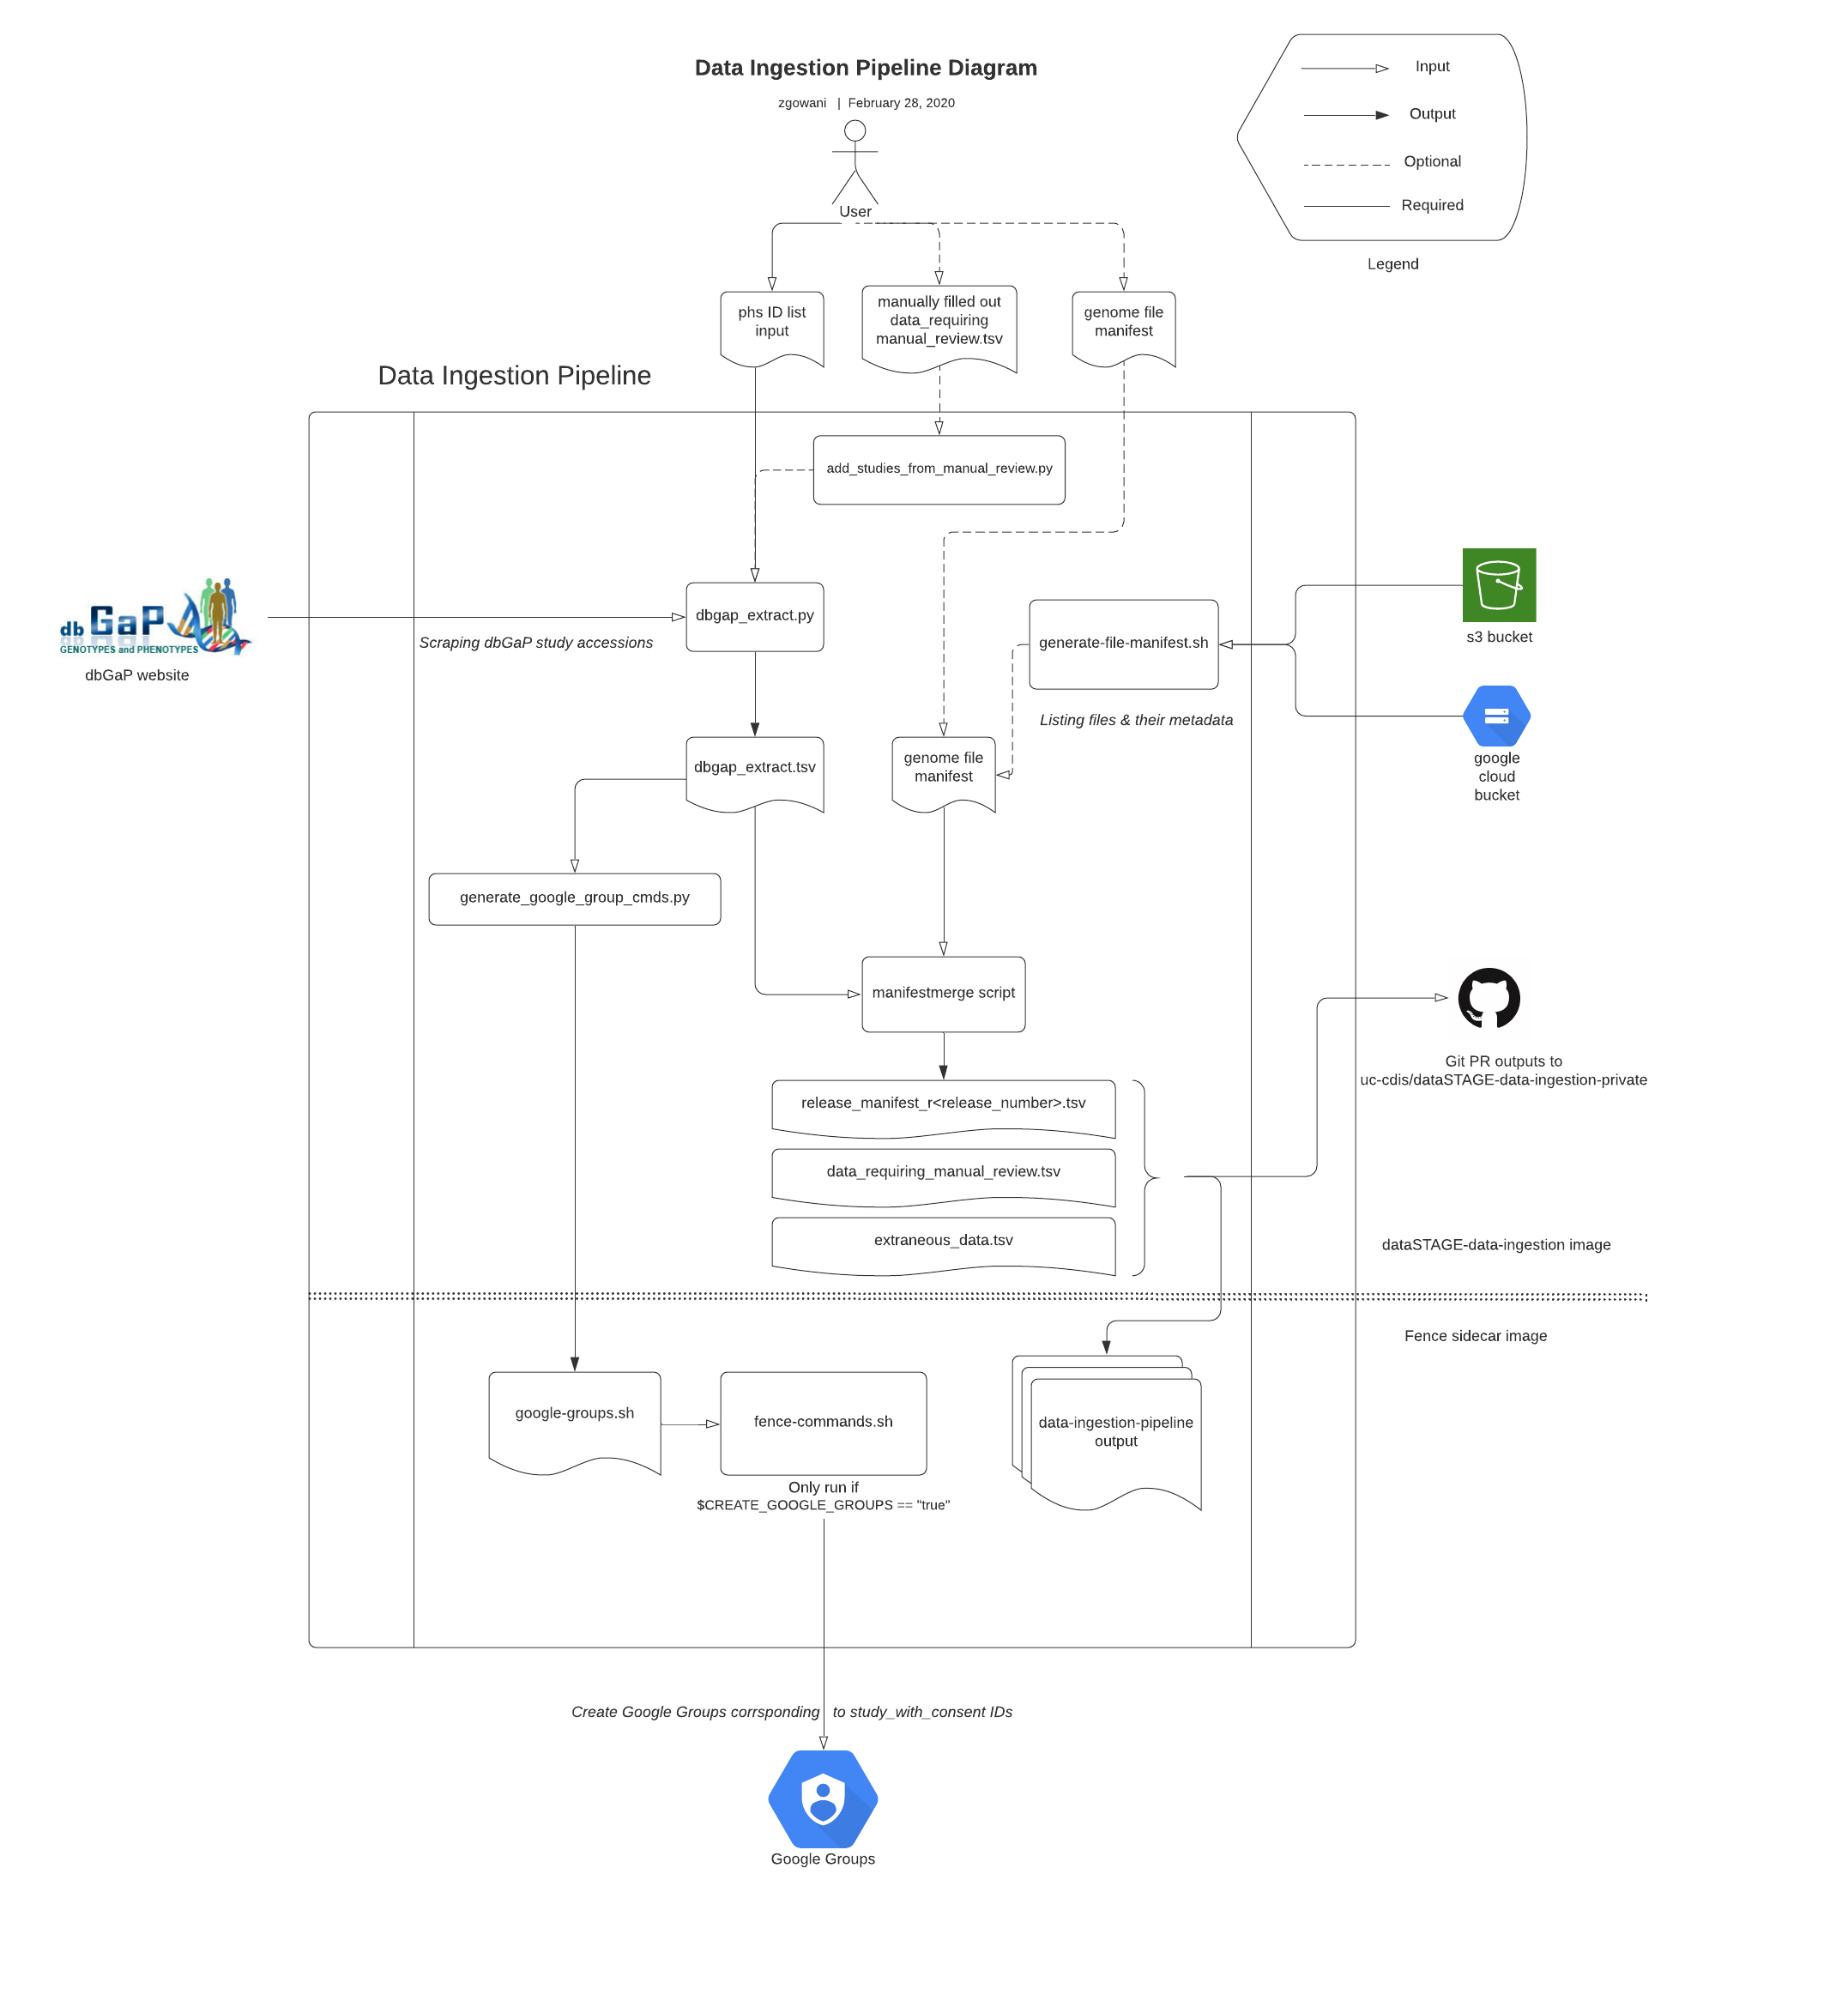 Data Ingestion Pipeline Diagram
zgowani | February 28, 2020
Input
Output
Optional
Required
Legend
User
phs ID list
input
manually filled out
data_requiring
manual_review.tsv
genome file
manifest
Data Ingestion Pipeline
add_studies_from_manual_review.py
db GaP
GENOTYPES and PHENOTYPES
dbGaP website
Scraping dbGaP study accessions
dbgap_extract.py
generate-file-manifest.sh
s3 bucket
Listing files & their metadata
google
cloud
bucket
dbgap_extract.tsv
genome file
manifest
generate_google_group_cmds.py
manifestmerge script
Git PR outputs to
uc-cdis/dataSTAGE-data-ingestion-private
release_manifest_r<release_number>.tsv
data_requiring_manual_review.tsv
extraneous_data.tsv
dataSTAGE-data-ingestion image
Fence sidecar image
google-groups.sh
fence-commands.sh
Only run if
$CREATE_GOOGLE_GROUPS == "true"
data-ingestion-pipeline
output
Create Google Groups corrsponding to study_with_consent IDs
Google Groups